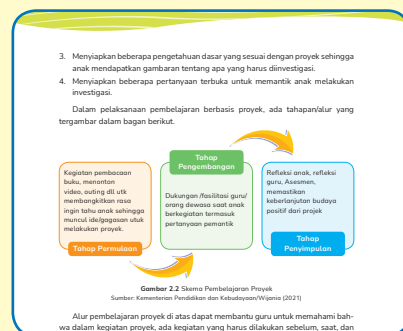 3. Menyiapkan beberapa pengetahuan dasar yang sesuai dengan proyek sehingga
anak mendapatkan gambaran tentang apa yang harus diinvestigasi.
4. Menyiapkan beberapa pertanyaan terbuka untuk memantik anak melakukan
investigasi.
Dalam pelaksanaan pembelajaran berbasis proyek, ada tahapan/alur yang
tergambar dalam bagan berikut.
Kegiatan pembacaan
buku, menonton
video, outing dll utk
membangkitkan rasa
ingin tahu anak sehingga
muncul ide/gagasan utuk
melakukan proyek.
Tahap Permulaan
Tahap
Pengembangan
Dukungan /fasilitasi guru/
orang dewasa saat anak
berkegiatan termasuk
pertanyaan pemantik
Refleksi anak, refleksi
guru, Asesmen,
memastikan
keberlanjutan budaya
positif dari projek
Tahap
Penyimpulan
Gambar 2.2 Skema Pembelajaran Proyek
Sumber: Kementerian Pendidikan dan Kebudayaan/Wijania (2021)
Alur pembelajaran proyek di atas dapat membantu guru untuk memahami bah-
wa dalam kegiatan proyek, ada kegiatan yang harus dilakukan sebelum, saat, dan